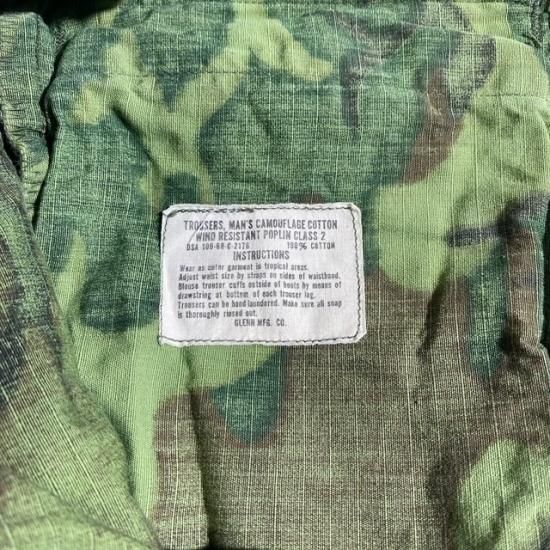 TROUSERS, MAN'S CAMOUFLAGE COTTON
WIND RESISTANT POPLIN CLASS 2
DSA 100-68-C-2176 100% COTTON
INSTRUCTIONS
Wear as outer garment in tropical areas.
Adjust waist size by straps on sides of waistband.
Blouse trouser cuffs outside of boots by means of
drawstring at bottom of each trouser leg.
Trousers can be hand laundered. Make sure all soap
is thoroughly rinsed out.
GLENN MFG. CO.